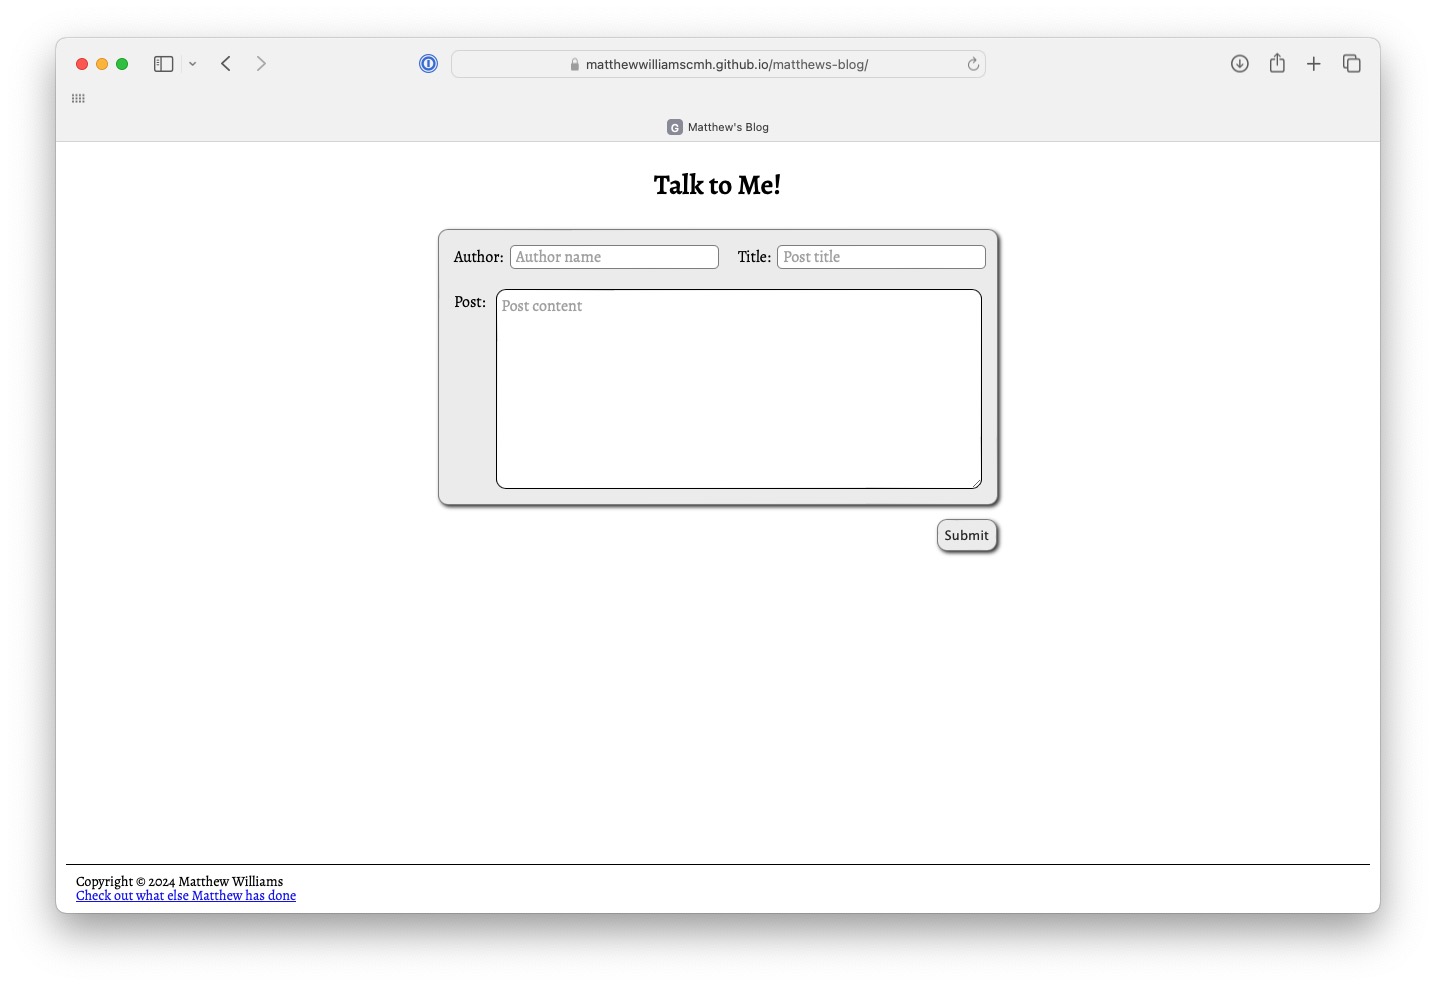 matthewwilliamscmh.github.io/matthews-blog/
G Matthew's Blog
Talk to Me!
Author: Author name Title: Post title
Post: Post content
Submit
Copyright © 2024 Matthew Williams
Check out what else Matthew has done